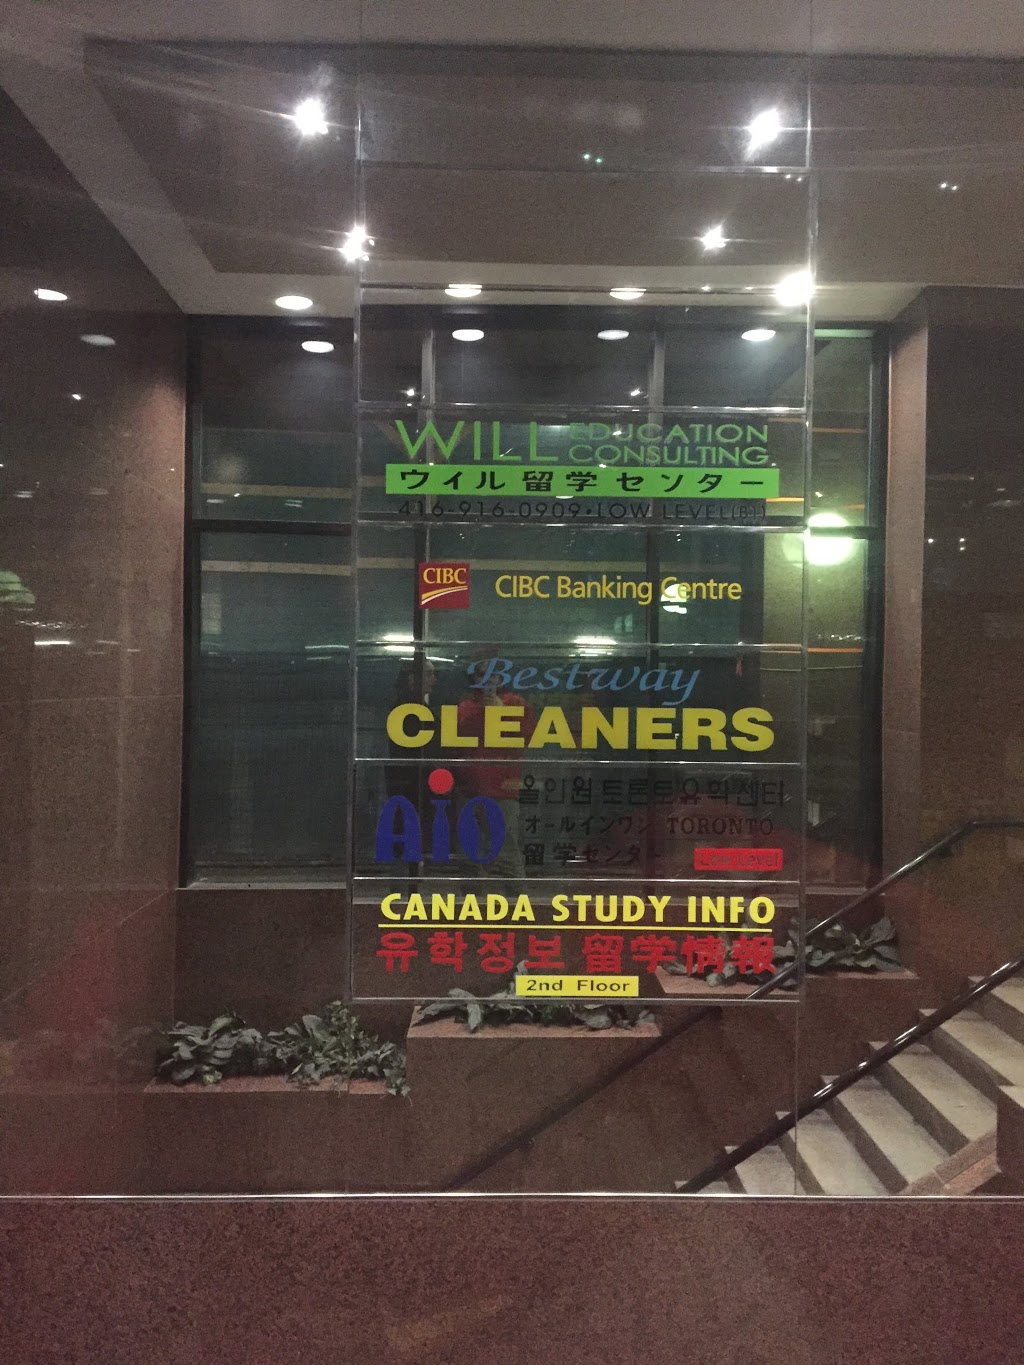 WILL EDUCATION CONSULTING
ウイル留学センター
416-916-0909・LOW LEVEL(B1)
CIBC CIBC Banking Centre
Bestway
CLEANERS
AiO 올인원 토론토유학센터
オールインワン TORONTO
留学センター Low Level
CANADA STUDY INFO
유학정보 留学情報
2nd Floor